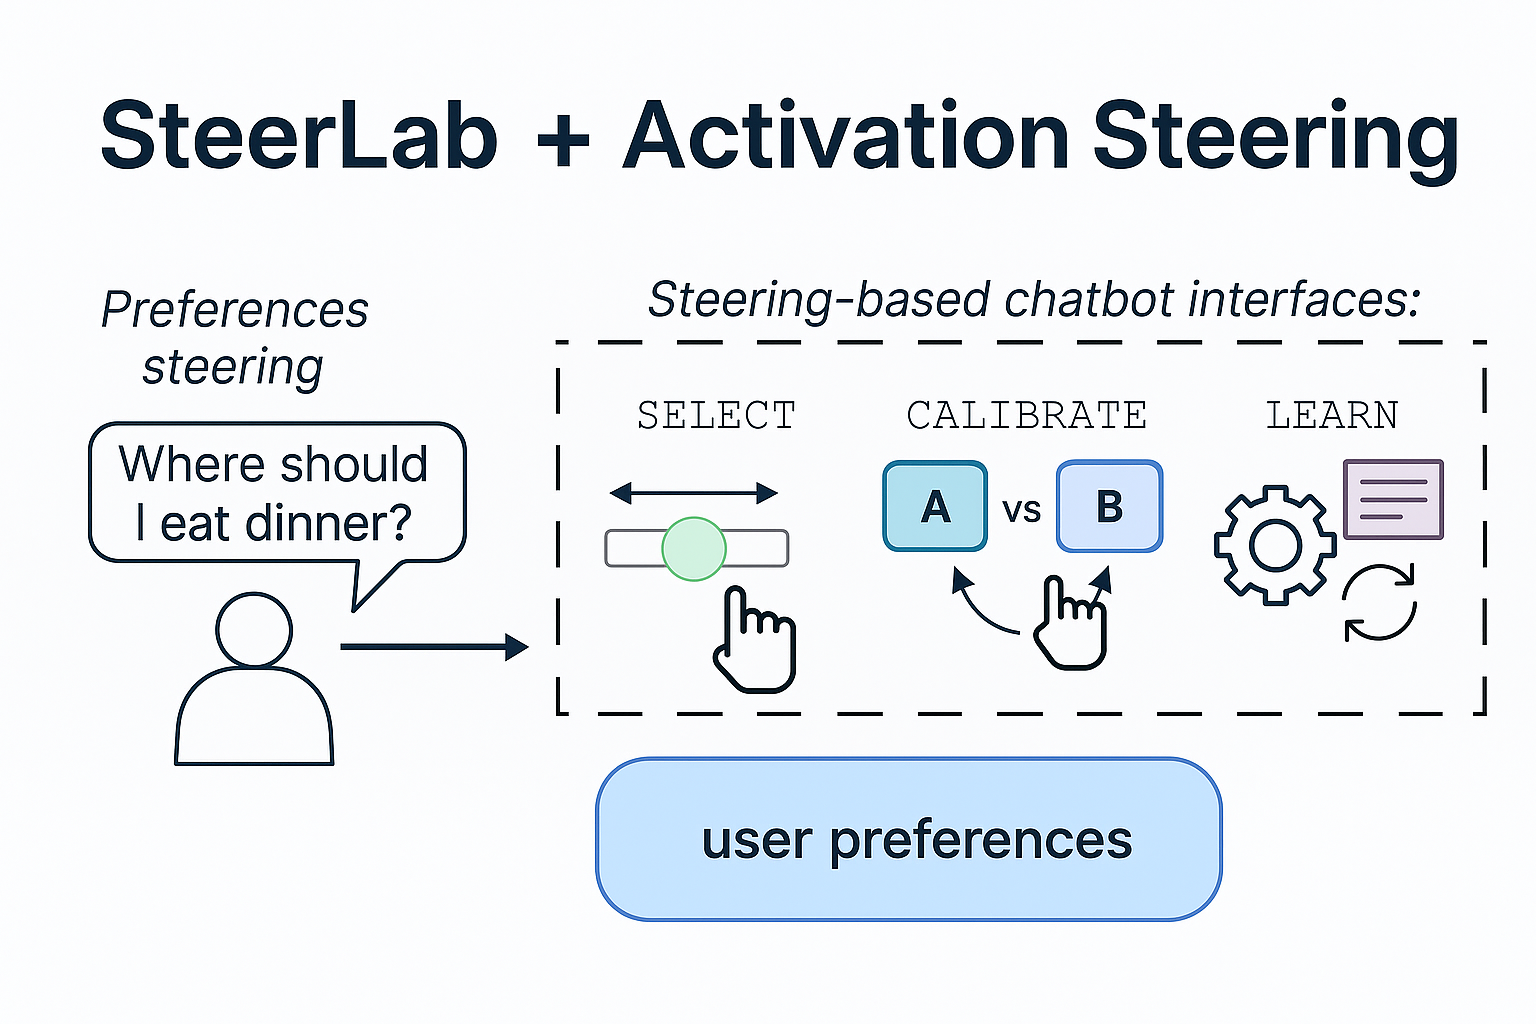 SteerLab + Activation Steering
Preferences
steering
Where should
I eat dinner?
Steering-based chatbot interfaces:
SELECT
CALIBRATE
LEARN
A vs B
user preferences